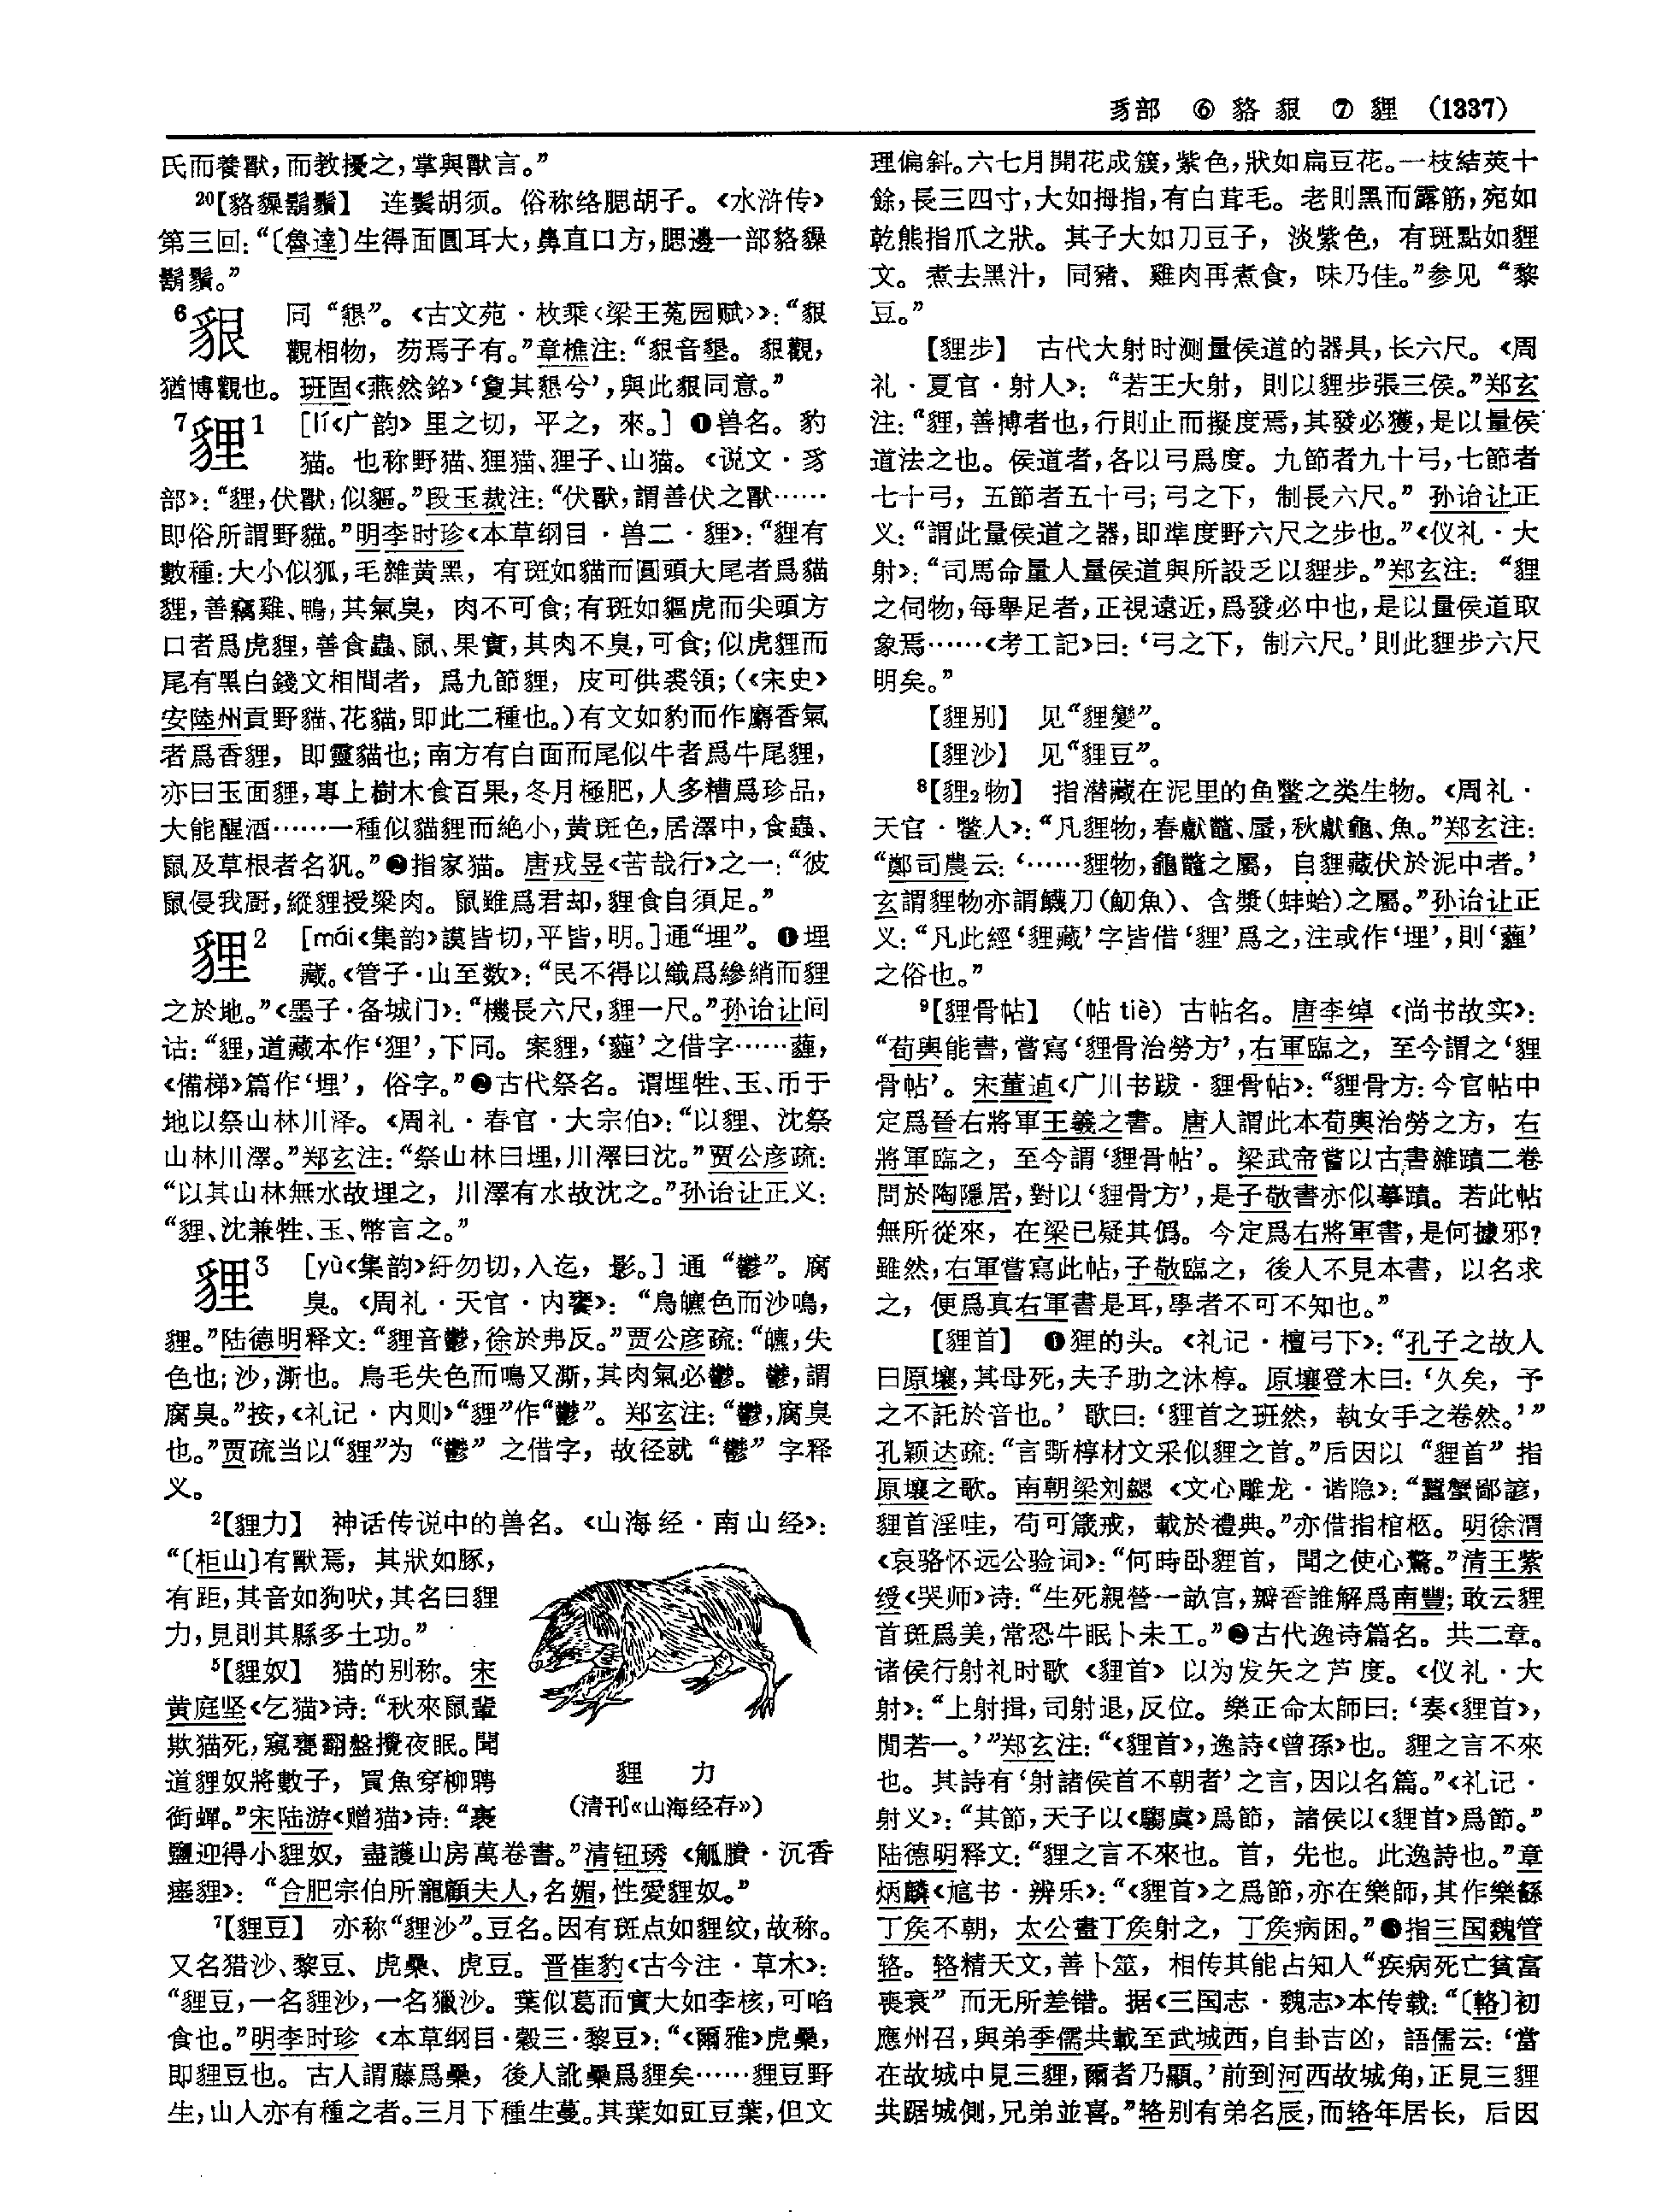 豸部 ⑥ 貉 貇 ⑦ 貍 (1337)
氏而養獸，而教擾之，掌與獸言。”
20【貉𧳟鬍鬚】 连鬓胡须。俗称络腮胡子。《水浒传》
第三回：“〔魯達〕生得面圓耳大，鼻直口方，腮邊一部貉𧳟
鬍鬚。”
6貇 同“懇”。《古文苑·枚乘〈梁王菟园赋〉》：“貇
觀相物，芴焉子有。”章樵注：“貇音墾。貇觀，
猶博觀也。班固《燕然銘》‘敻其懇兮’，與此貇同意。”
7貍1 [lí《广韵》里之切，平之，來。]❶兽名。豹
猫。也称野猫、狸猫、狸子、山猫。《说文·豸
部》：“貍，伏獸，似貙。”段玉裁注：“伏獸，謂善伏之獸……
即俗所謂野貓。”明李时珍《本草纲目·兽二·貍》：“貍有
數種：大小似狐，毛雜黄黑，有斑如貓而圓頭大尾者爲貓
貍，善竊雞、鴨，其氣臭，肉不可食；有斑如貙虎而尖頭方
口者爲虎貍，善食蟲、鼠、果實，其肉不臭，可食；似虎貍而
尾有黑白錢文相間者，爲九節貍，皮可供裘領；（《宋史》
安陸州貢野貓、花貓，即此二種也。）有文如豹而作麝香氣
者爲香貍，即靈貓也；南方有白面而尾似牛者爲牛尾貍，
亦曰玉面貍，專上樹木食百果，冬月極肥，人多糟爲珍品，
大能醒酒……一種似貓貍而絶小，黄斑色，居澤中，食蟲、
鼠及草根者名犼。”❷指家猫。唐戎昱《苦哉行》之一：“彼
鼠侵我厨，縱貍授粱肉。鼠雖爲君却，貍食自須足。”
貍2 [mái《集韵》謨皆切，平皆，明。]通“埋”。❶埋
藏。《管子·山至数》：“民不得以織爲縿綃而貍
之於地。”《墨子·备城门》：“機長六尺，貍一尺。”孙诒让间
诂：“貍，道藏本作‘狸’，下同。案貍，‘薶’之借字……薶，
《備梯》篇作‘埋’，俗字。”❷古代祭名。谓埋牲、玉、币于
地以祭山林川泽。《周礼·春官·大宗伯》：“以貍、沈祭
山林川澤。”郑玄注：“祭山林曰埋，川澤曰沈。”贾公彦疏：
“以其山林無水故埋之，川澤有水故沈之。”孙诒让正义：
“貍、沈兼牲、玉、幣言之。”
貍3 [yù《集韵》紆勿切，入迄，影。]通“鬱”。腐
臭。《周礼·天官·内饔》：“鳥皫色而沙鳴，
貍。”陆德明释文：“貍音鬱，徐於弗反。”贾公彦疏：“皫，失
色也；沙，澌也。鳥毛失色而鳴又澌，其肉氣必鬱。鬱，謂
腐臭。”按，《礼记·内则》“貍”作“鬱”。郑玄注：“鬱，腐臭
也。”贾疏当以“貍”为“鬱”之借字，故径就“鬱”字释
义。
2【貍力】 神话传说中的兽名。《山海经·南山经》：
“〔柜山〕有獸焉，其狀如豚，
有距，其音如狗吠，其名曰貍
力，見則其縣多土功。”
5【貍奴】 猫的别称。宋
黄庭坚《乞猫》诗：“秋來鼠輩
欺猫死，窺甕翻盤攪夜眠。聞
道貍奴將數子，買魚穿柳聘
銜蟬。”宋陆游《赠猫》诗：“裹
鹽迎得小貍奴，盡護山房萬卷書。”清钮琇《觚賸·沉香
瘗貍》：“合肥宗伯所寵顧夫人，名媚，性愛貍奴。”
貍 力
（清刊《山海经存》）
7【貍豆】 亦称“貍沙”。豆名。因有斑点如貍纹，故称。
又名猎沙、黎豆、虎櫐、虎豆。晋崔豹《古今注·草木》：
“貍豆，一名貍沙，一名獵沙。葉似葛而實大如李核，可啗
食也。”明李时珍《本草纲目·穀三·黎豆》：“《爾雅》虎櫐，
即貍豆也。古人謂藤爲櫐，後人訛櫐爲貍矣……貍豆野
生，山人亦有種之者。三月下種生蔓。其葉如豇豆葉，但文
理偏斜。六七月開花成簇，紫色，狀如扁豆花。一枝結莢十
餘，長三四寸，大如拇指，有白茸毛。老則黑而露筋，宛如
乾熊指爪之狀。其子大如刀豆子，淡紫色，有斑點如貍
文。煮去黑汁，同豬、雞肉再煮食，味乃佳。”参见“黎
豆。”
【貍步】 古代大射时测量侯道的器具，长六尺。《周
礼·夏官·射人》：“若王大射，則以貍步張三侯。”郑玄
注：“貍，善博者也，行則止而擬度焉，其發必獲，是以量侯
道法之也。侯道者，各以弓爲度。九節者九十弓，七節者
七十弓，五節者五十弓；弓之下，制長六尺。”孙诒让正
义：“謂此量侯道之器，即準度野六尺之步也。”《仪礼·大
射》：“司馬命量人量侯道與所設乏以貍步。”郑玄注：“貍
之伺物，每舉足者，正視遠近，爲發必中也，是以量侯道取
象焉……《考工記》曰：‘弓之下，制六尺。’則此貍步六尺
明矣。”
【貍别】 见“貍變”。
【貍沙】 见“貍豆”。
8【貍2物】 指潜藏在泥里的鱼鳖之类生物。《周礼·
天官·鳖人》：“凡貍物，春獻鼈、蜃，秋獻龜、魚。”郑玄注：
“鄭司農云：‘……貍物，龜鼈之屬，自貍藏伏於泥中者。’
玄謂貍物亦謂鱴刀（魛魚）、含漿（蚌蛤）之屬。”孙诒让正
义：“凡此經‘貍藏’字皆借‘貍’爲之，注或作‘埋’，則‘薶’
之俗也。”
9【貍骨帖】 （帖 tiè）古帖名。唐李绰《尚书故实》：
“荀輿能書，嘗寫‘貍骨治勞方’，右軍臨之，至今謂之‘貍
骨帖’。宋董逌《广川书跋·貍骨帖》：“貍骨方：今官帖中
定爲晉右將軍王羲之書。唐人謂此本荀輿治勞之方，右
將軍臨之，至今謂‘貍骨帖’。梁武帝嘗以古書雜蹟二卷
問於陶隱居，對以‘貍骨方’，是子敬書亦似摹蹟。若此帖
無所從來，在梁已疑其僞。今定爲右將軍書，是何據邪？
雖然，右軍嘗寫此帖，子敬臨之，後人不見本書，以名求
之，便爲真右軍書是耳，學者不可不知也。”
【貍首】 ❶狸的头。《礼记·檀弓下》：“孔子之故人
曰原壤，其母死，夫子助之沐椁。原壤登木曰：‘久矣，予
之不託於音也。’歌曰：‘貍首之班然，執女手之卷然。’”
孔颖达疏：“言斲椁材文采似貍之首。”后因以“貍首”指
原壤之歌。南朝梁刘勰《文心雕龙·谐隐》：“蠶蟹鄙諺，
貍首淫哇，苟可箴戒，載於禮典。”亦借指棺柩。明徐渭
《哀骆怀远公验词》：“何時卧貍首，聞之使心驚。”清王紫
绶《哭师》诗：“生死親營一畝宫，瓣香誰解爲南豐；敢云貍
首斑爲美，常恐牛眠卜未工。”❷古代逸诗篇名。共二章。
诸侯行射礼时歌《貍首》以为发矢之芦度。《仪礼·大
射》：“上射揖，司射退，反位。樂正命太師曰：‘奏《貍首》，
間若一。’”郑玄注：“《貍首》，逸詩《曾孫》也。貍之言不來
也。其詩有‘射諸侯首不朝者’之言，因以名篇。”《礼记·
射义》：“其節，天子以《騶虞》爲節，諸侯以《貍首》爲節。”
陆德明释文：“貍之言不來也。首，先也。此逸詩也。”章
炳麟《訄书·辨乐》：“《貍首》之爲節，亦在樂師，其作樂繇
丁矦不朝，太公畫丁矦射之，丁矦病困。”❸指三国魏管
辂。辂精天文，善卜筮，相传其能占知人“疾病死亡貧富
喪衰”而无所差错。据《三国志·魏志》本传载：“〔輅〕初
應州召，與弟季儒共載至武城西，自卦吉凶，語儒云：‘當
在故城中見三貍，爾者乃顯。’前到河西故城角，正見三貍
共踞城側，兄弟並喜。”辂别有弟名辰，而辂年居长，后因